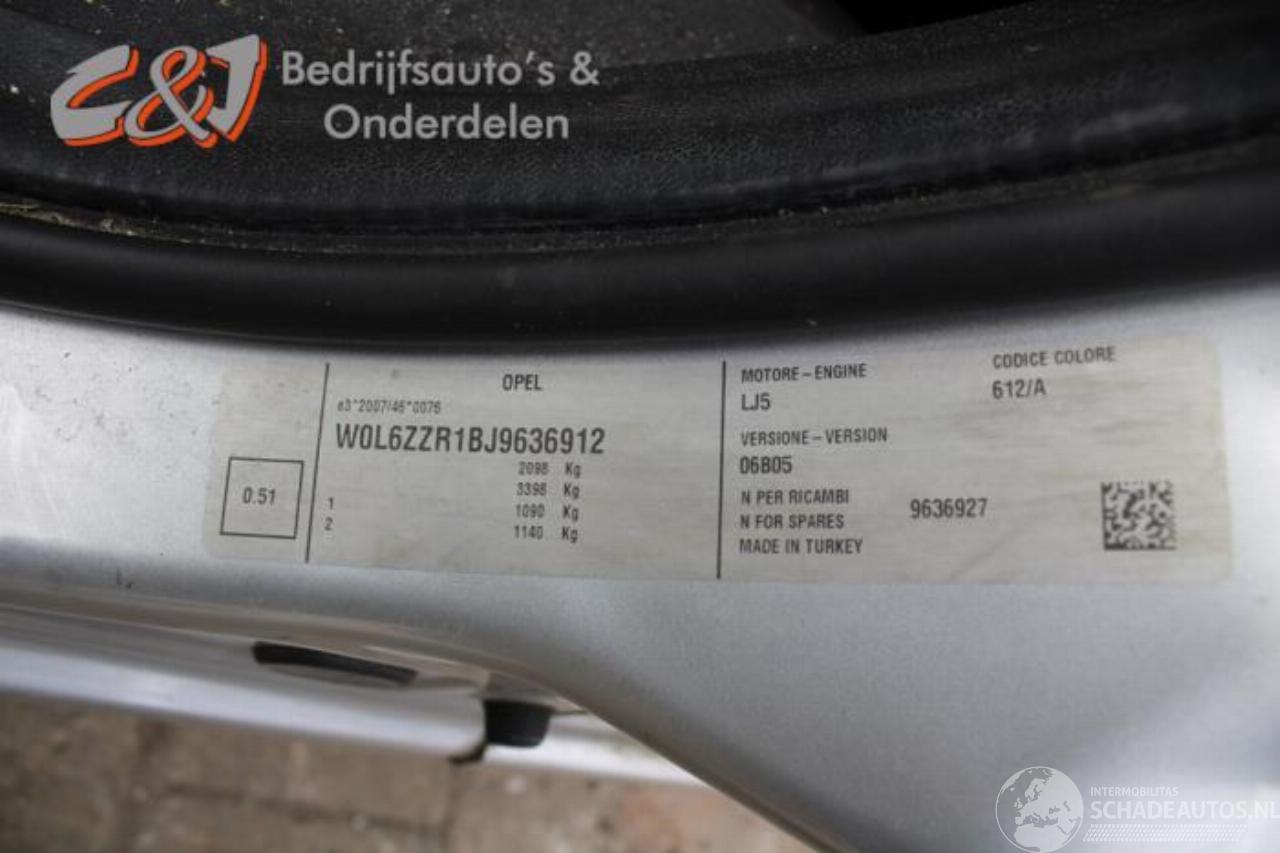 C&J Bedrijfsauto's &
Onderdelen
OPEL
e3*2007/46*0076
W0L6ZZR1BJ9636912
2098 Kg
3398 Kg
1 1090 Kg
2 1140 Kg
0.51
MOTORE - ENGINE
LJ5
CODICE COLORE
612/A
VERSIONE - VERSION
06B05
N PER RICAMBI
N FOR SPARES
9636927
MADE IN TURKEY
INTERMOBILITAS
SCHADEAUTOS.NL